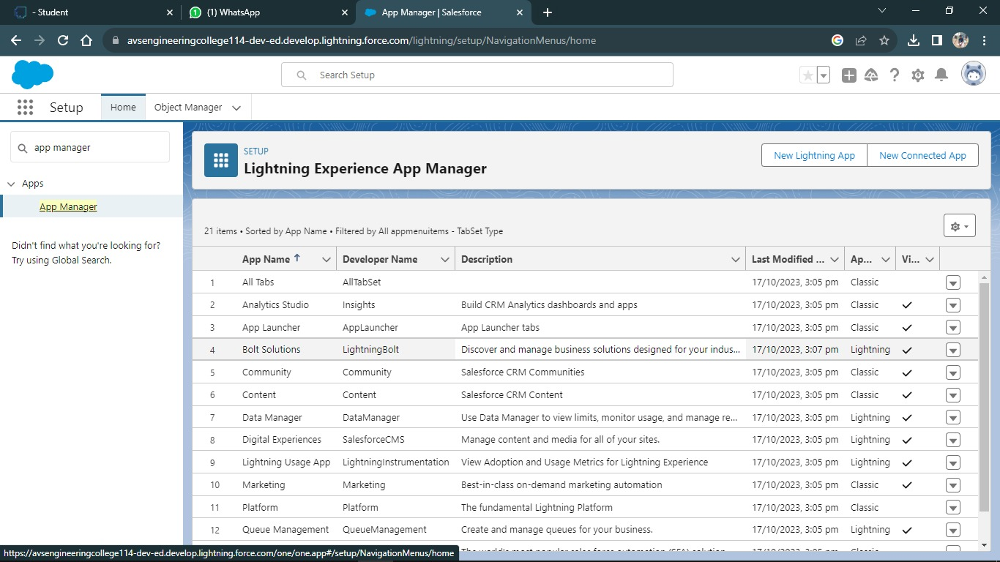 - Student
(1) WhatsApp
App Manager | Salesforce
avsengineeringcollege114-dev-ed.develop.lightning.force.com/lightning/setup/NavigationMenus/home
Search Setup
Setup
Home
Object Manager
app manager
Apps
App Manager
Didn't find what you're looking for?
Try using Global Search.
SETUP
Lightning Experience App Manager
New Lightning App
New Connected App
21 items • Sorted by App Name • Filtered by All appmenuitems - TabSet Type
App Name ↑ Developer Name Description Last Modified ... Ap... Vi...
1 All Tabs AllTabSet 17/10/2023, 3:05 pm Classic
2 Analytics Studio Insights Build CRM Analytics dashboards and apps 17/10/2023, 3:05 pm Classic
3 App Launcher AppLauncher App Launcher tabs 17/10/2023, 3:05 pm Classic
4 Bolt Solutions LightningBolt Discover and manage business solutions designed for your indus... 17/10/2023, 3:07 pm Lightning
5 Community Community Salesforce CRM Communities 17/10/2023, 3:05 pm Classic
6 Content Content Salesforce CRM Content 17/10/2023, 3:05 pm Classic
7 Data Manager DataManager Use Data Manager to view limits, monitor usage, and manage re... 17/10/2023, 3:05 pm Lightning
8 Digital Experiences SalesforceCMS Manage content and media for all of your sites. 17/10/2023, 3:05 pm Lightning
9 Lightning Usage App LightningInstrumentation View Adoption and Usage Metrics for Lightning Experience 17/10/2023, 3:05 pm Lightning
10 Marketing Marketing Best-in-class on-demand marketing automation 17/10/2023, 3:05 pm Classic
11 Platform Platform The fundamental Lightning Platform 17/10/2023, 3:05 pm Classic
12 Queue Management QueueManagement Create and manage queues for your business. 17/10/2023, 3:05 pm Lightning
https://avsengineeringcollege114-dev-ed.develop.lightning.force.com/one/one.app#/setup/NavigationMenus/home